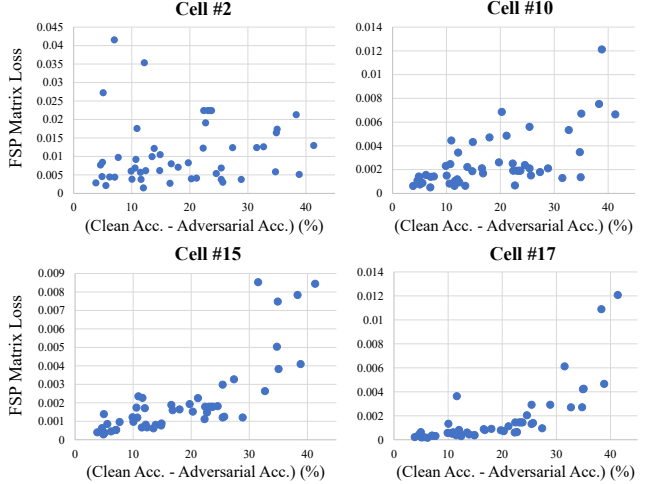 Cell #2
FSP Matrix Loss
0.045
0.04
0.035
0.03
0.025
0.02
0.015
0.01
0.005
0
0 10 20 30 40
(Clean Acc. - Adversarial Acc.) (%)
Cell #10
0.014
0.012
0.01
0.008
0.006
0.004
0.002
0
0 10 20 30 40
(Clean Acc. - Adversarial Acc.) (%)
Cell #15
FSP Matrix Loss
0.009
0.008
0.007
0.006
0.005
0.004
0.003
0.002
0.001
0
0 10 20 30 40
(Clean Acc. - Adversarial Acc.) (%)
Cell #17
0.014
0.012
0.01
0.008
0.006
0.004
0.002
0
0 10 20 30 40
(Clean Acc. - Adversarial Acc.) (%)